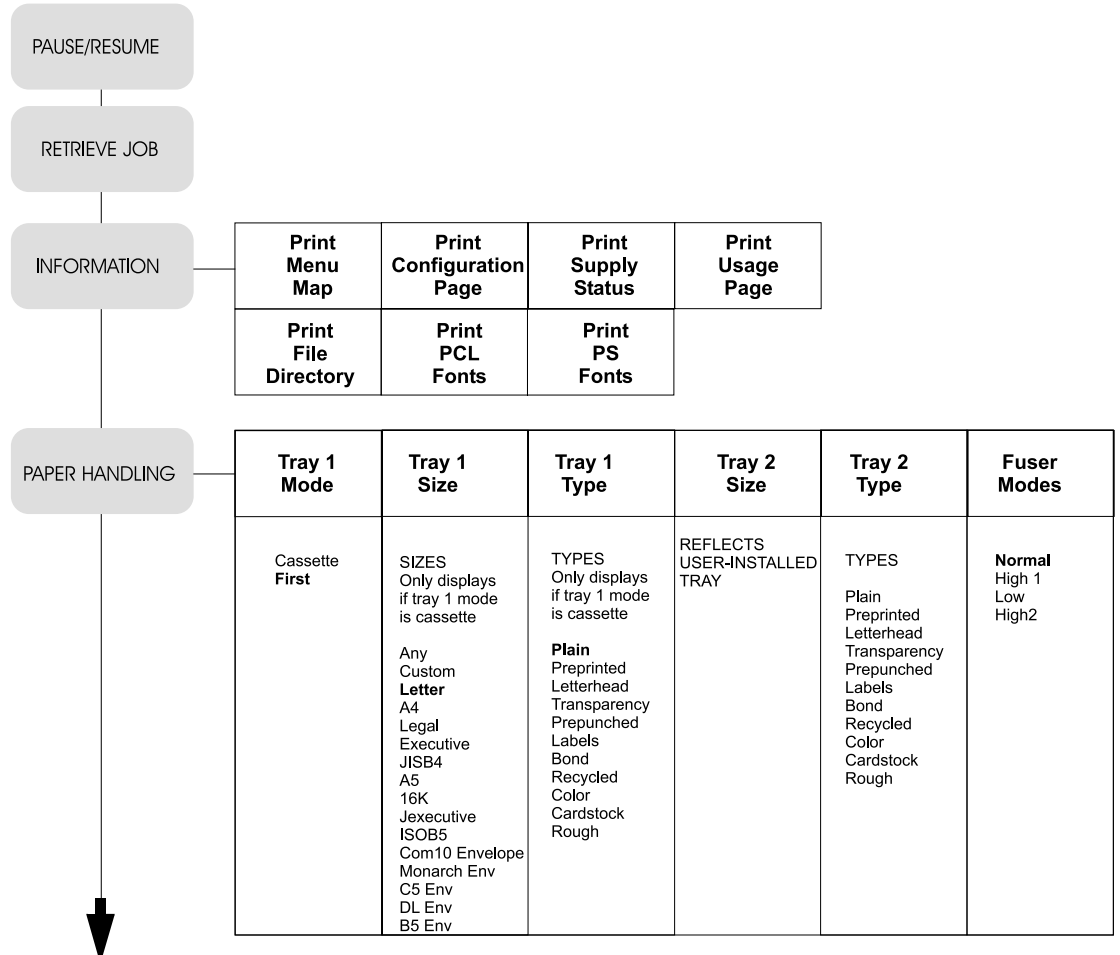 PAUSE/RESUME
RETRIEVE JOB
INFORMATION
Print
Menu
Map
Print
Configuration
Page
Print
Supply
Status
Print
Usage
Page
Print
File
Directory
Print
PCL
Fonts
Print
PS
Fonts
PAPER HANDLING
Tray 1
Mode
Cassette
First
Tray 1
Size
SIZES
Only displays
if tray 1 mode
is cassette
Any
Custom
Letter
A4
Legal
Executive
JISB4
A5
16K
Jexecutive
ISOB5
Com10 Envelope
Monarch Env
C5 Env
DL Env
B5 Env
Tray 1
Type
TYPES
Only displays
if tray 1 mode
is cassette
Plain
Preprinted
Letterhead
Transparency
Prepunched
Labels
Bond
Recycled
Color
Cardstock
Rough
Tray 2
Size
REFLECTS
USER-INSTALLED
TRAY
Tray 2
Type
TYPES
Plain
Preprinted
Letterhead
Transparency
Prepunched
Labels
Bond
Recycled
Color
Cardstock
Rough
Fuser
Modes
Normal
High 1
Low
High2